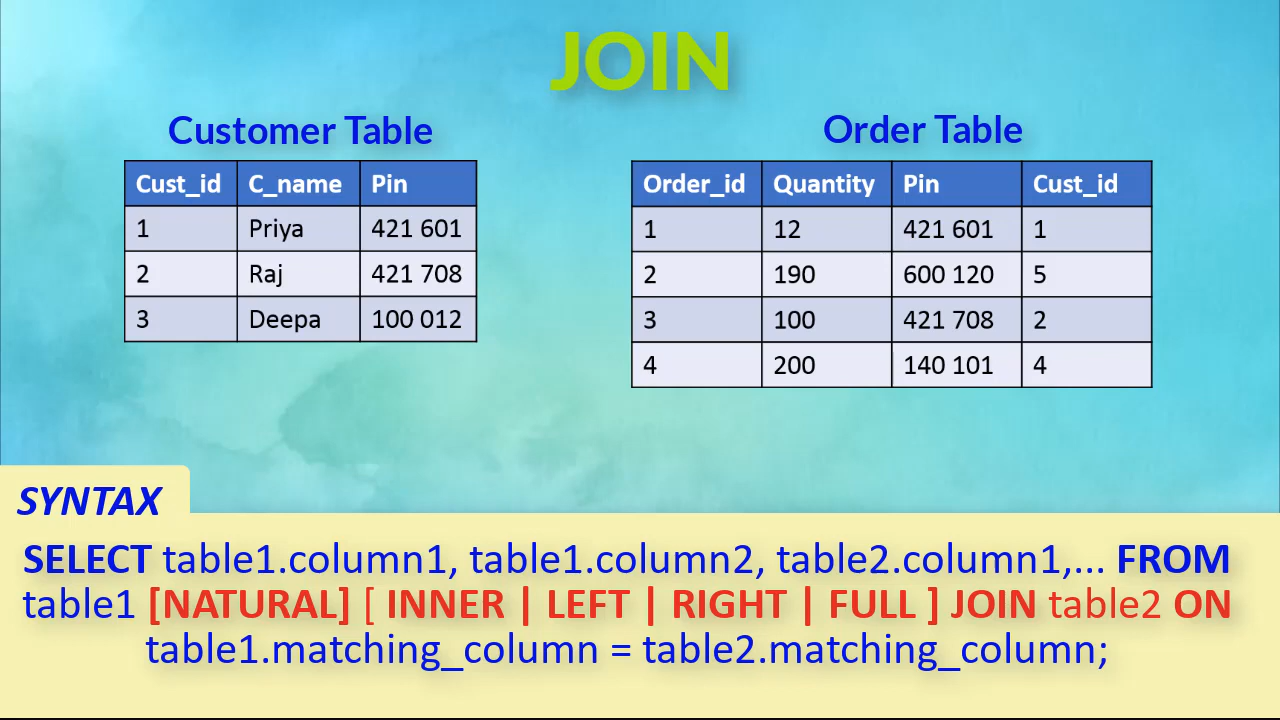 JOIN
Customer Table
Order Table
Cust_id C_name Pin
1 Priya 421 601
2 Raj 421 708
3 Deepa 100 012
Order_id Quantity Pin Cust_id
1 12 421 601 1
2 190 600 120 5
3 100 421 708 2
4 200 140 101 4
SYNTAX
SELECT table1.column1, table1.column2, table2.column1,... FROM
table1 [NATURAL] [ INNER | LEFT | RIGHT | FULL ] JOIN table2 ON
table1.matching_column = table2.matching_column;